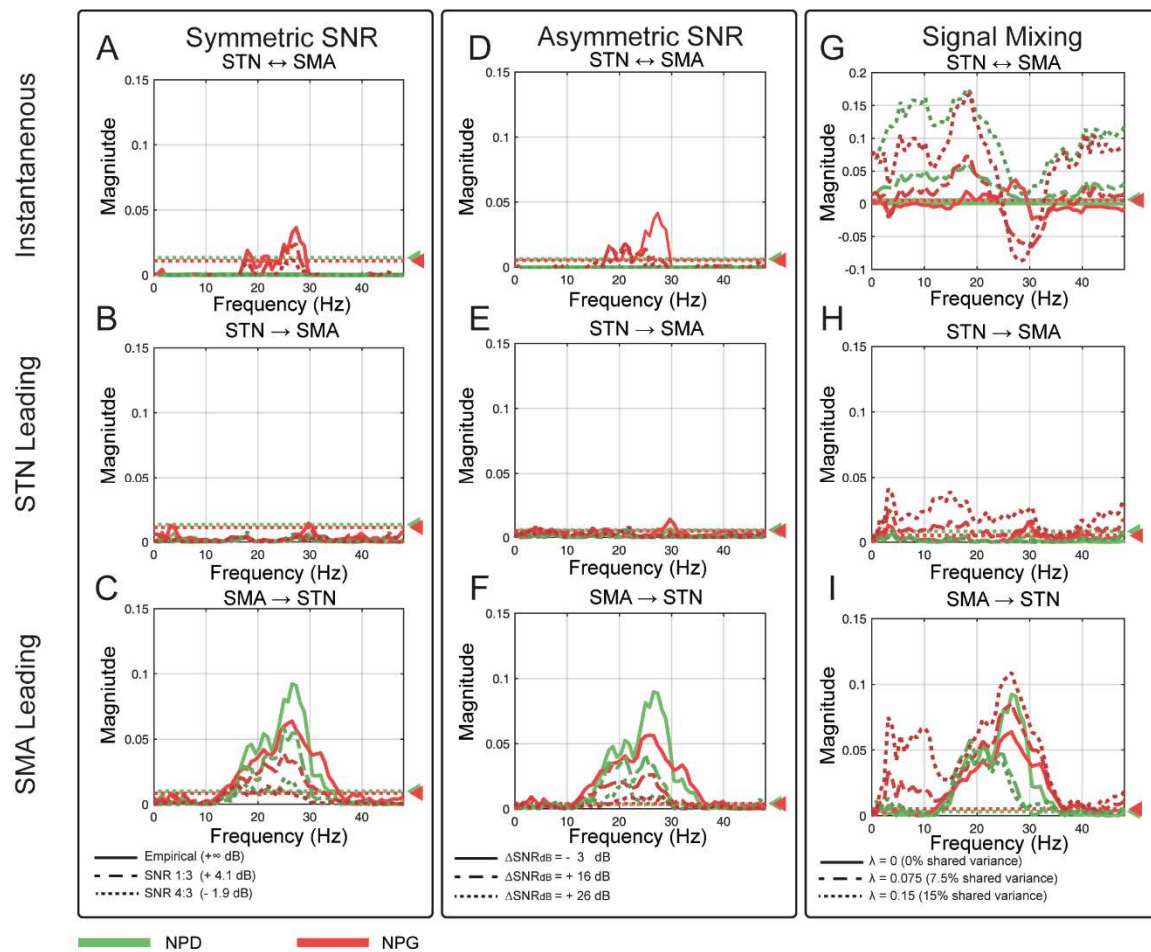 Symmetric SNR
Asymmetric SNR
Signal Mixing
Instantanenous
STN Leading
SMA Leading
A
STN ↔ SMA
0.15
0.1
0.05
0
Magniutde
0 10 20 30 40
Frequency (Hz)
D
STN ↔ SMA
0.15
0.1
0.05
0
Magnitude
0 10 20 30 40
Frequency (Hz)
G
STN ↔ SMA
0.2
0.15
0.1
0.05
0
-0.05
-0.1
Magnitude
0 10 20 30 40
Frequency (Hz)
B
STN → SMA
0.15
0.1
0.05
0
Magniutde
0 10 20 30 40
Frequency (Hz)
E
STN → SMA
0.15
0.1
0.05
0
Magnitude
0 10 20 30 40
Frequency (Hz)
H
STN → SMA
0.15
0.1
0.05
0
Magnitude
0 10 20 30 40
Frequency (Hz)
C
SMA → STN
0.15
0.1
0.05
0
Magniutde
0 10 20 30 40
Frequency (Hz)
F
SMA → STN
0.15
0.1
0.05
0
Magnitude
0 10 20 30 40
Frequency (Hz)
I
SMA → STN
0.15
0.1
0.05
0
Magnitude
0 10 20 30 40
Frequency (Hz)
Empirical (+∞ dB)
SNR 1:3 (+ 4.1 dB)
SNR 4:3 (- 1.9 dB)
ΔSNRdB = - 3 dB
ΔSNRdB = + 16 dB
ΔSNRdB = + 26 dB
λ = 0 (0% shared variance)
λ = 0.075 (7.5% shared variance)
λ = 0.15 (15% shared variance)
NPD
NPG